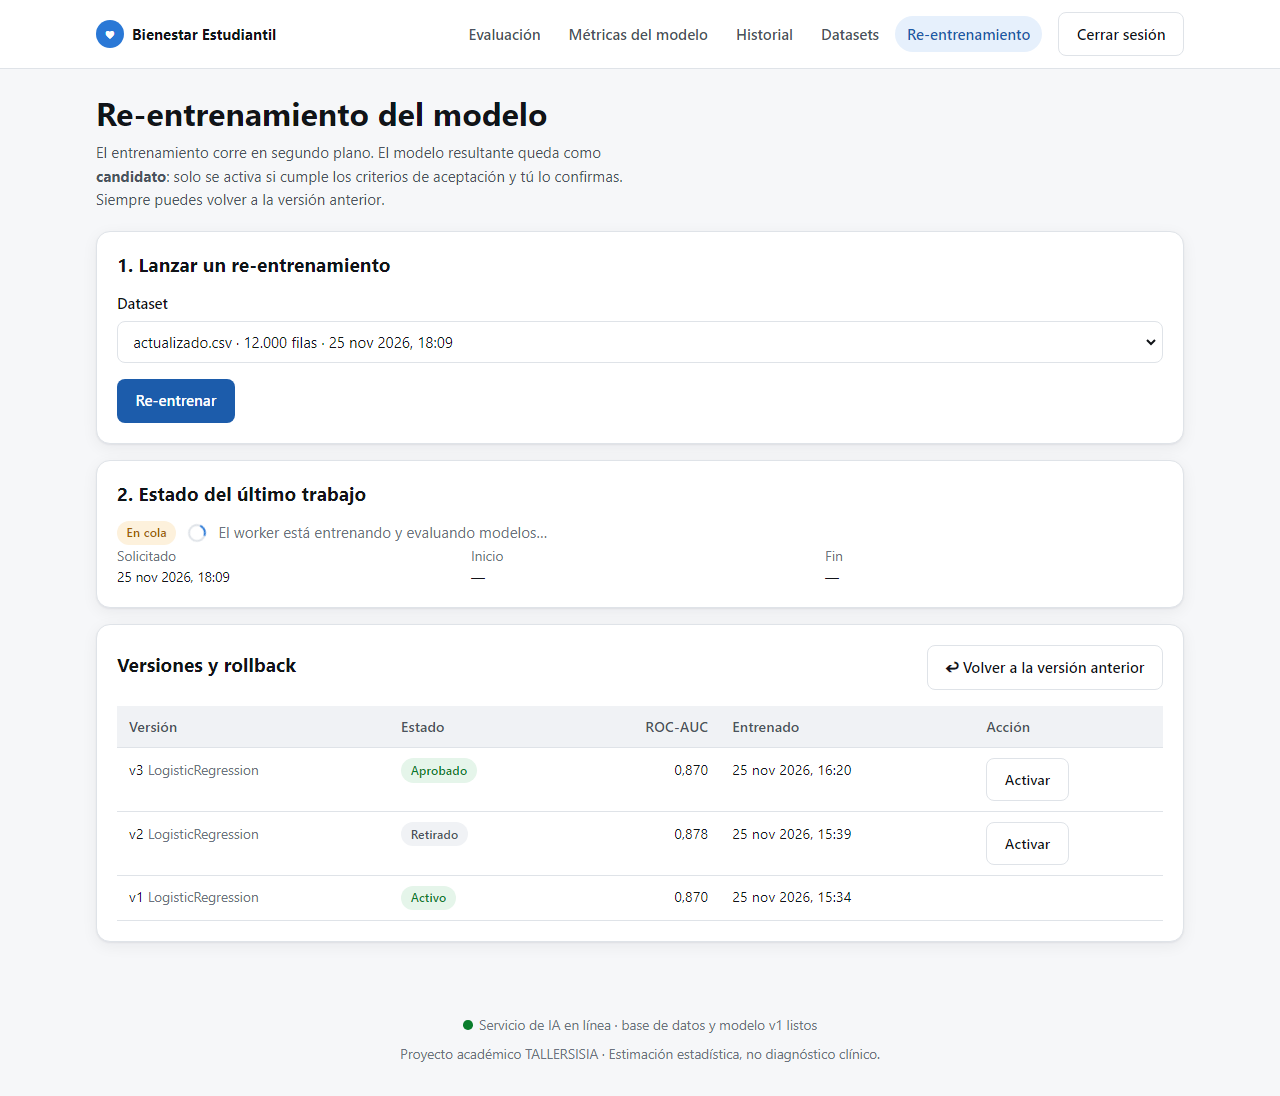 Bienestar Estudiantil
Evaluación
Métricas del modelo
Historial
Datasets
Re-entrenamiento
Cerrar sesión
Re-entrenamiento del modelo
El entrenamiento corre en segundo plano. El modelo resultante queda como
candidato: solo se activa si cumple los criterios de aceptación y tú lo confirmas.
Siempre puedes volver a la versión anterior.
1. Lanzar un re-entrenamiento
Dataset
actualizado.csv · 12.000 filas · 25 nov 2026, 18:09
Re-entrenar
2. Estado del último trabajo
En cola El worker está entrenando y evaluando modelos...
Solicitado Inicio Fin
25 nov 2026, 18:09 — —
Versiones y rollback
↩ Volver a la versión anterior
Versión Estado ROC-AUC Entrenado Acción
v3 LogisticRegression Aprobado 0,870 25 nov 2026, 16:20 Activar
v2 LogisticRegression Retirado 0,878 25 nov 2026, 15:39 Activar
v1 LogisticRegression Activo 0,870 25 nov 2026, 15:34
Servicio de IA en línea · base de datos y modelo v1 listos
Proyecto académico TALLERSISIA · Estimación estadística, no diagnóstico clínico.